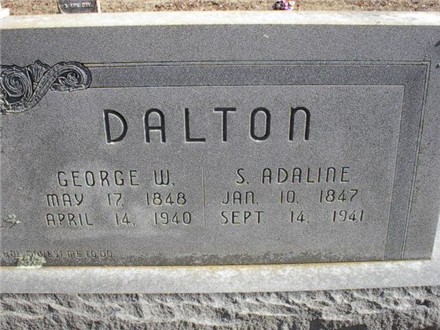 DALTON
GEORGE W.
MAY 17, 1848
APRIL 14, 1940
S. ADALINE
JAN. 10, 1847
SEPT. 14, 1941